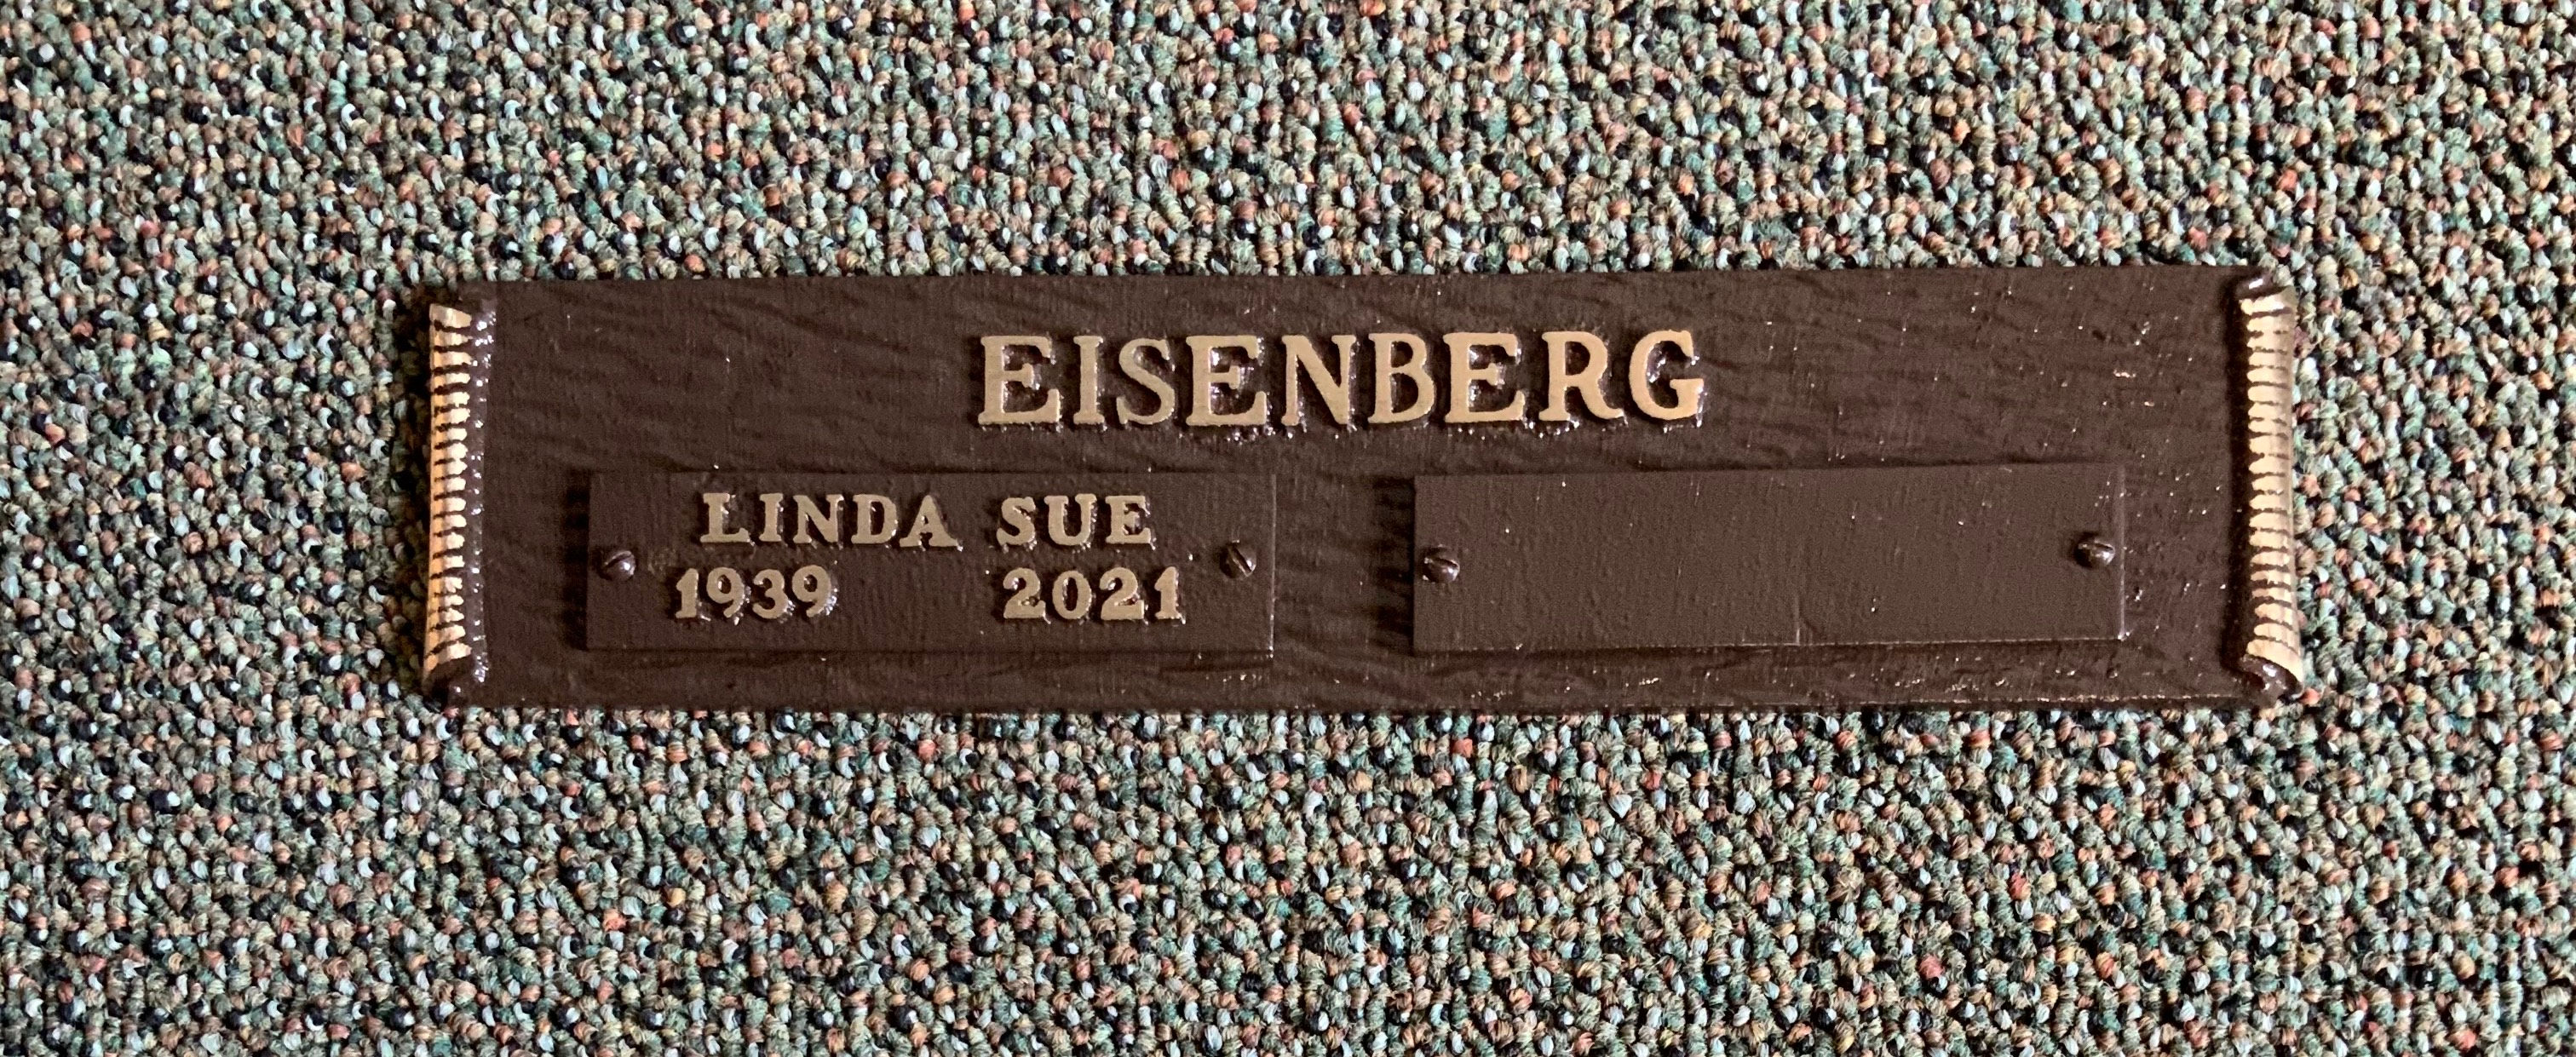 EISENBERG
LINDA SUE
1939 2021